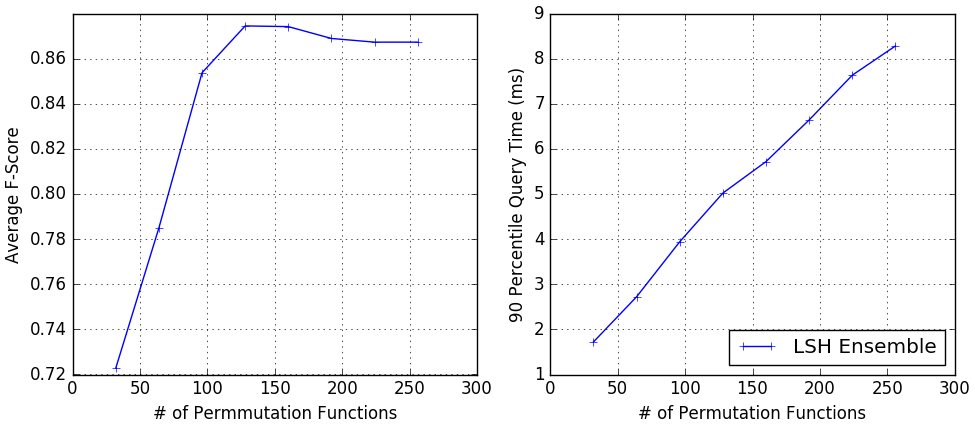 Average F-Score
0.86
0.84
0.82
0.80
0.78
0.76
0.74
0.72
0 50 100 150 200 250 300
# of Permmutation Functions
90 Percentile Query Time (ms)
9
8
7
6
5
4
3
2
1
LSH Ensemble
0 50 100 150 200 250 300
# of Permutation Functions